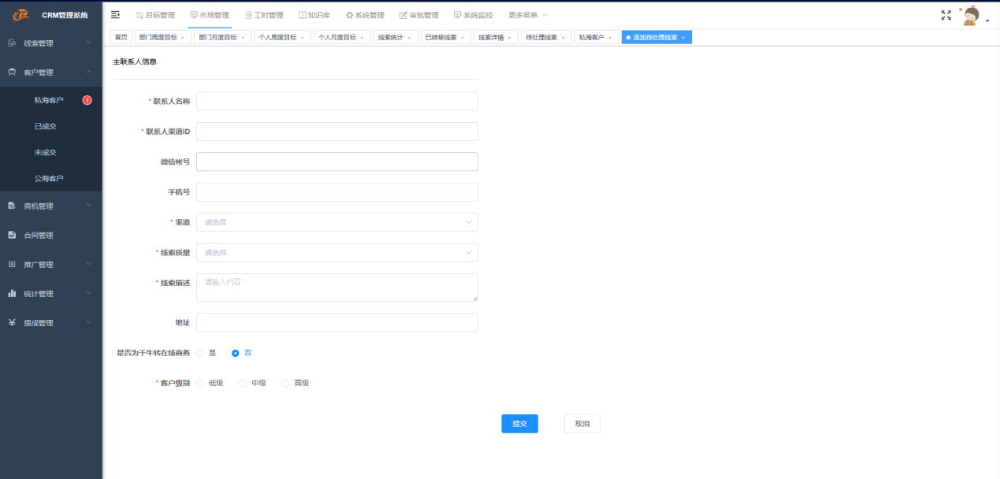 CRM管理系统
目标管理 市场管理 工时管理 知识库 系统管理 审批管理 系统监控 更多菜单
首页 部门周度目标 × 部门月度目标 × 个人周度目标 × 个人月度目标 × 线索统计 × 已转移线索 × 线索详情 × 待处理线索 × 私海客户 × 添加待处理线索 ×
线索管理
客户管理
私海客户 1
已成交
未成交
公海客户
商机管理
合同管理
推广管理
统计管理
提成管理
主联系人信息
* 联系人名称
* 联系人渠道ID
微信帐号
手机号
* 渠道 请选择
* 线索质量 请选择
* 线索描述 请输入内容
地址
是否为千牛转在线商务 是 否
* 客户级别 低级 中级 高级
提交 取消